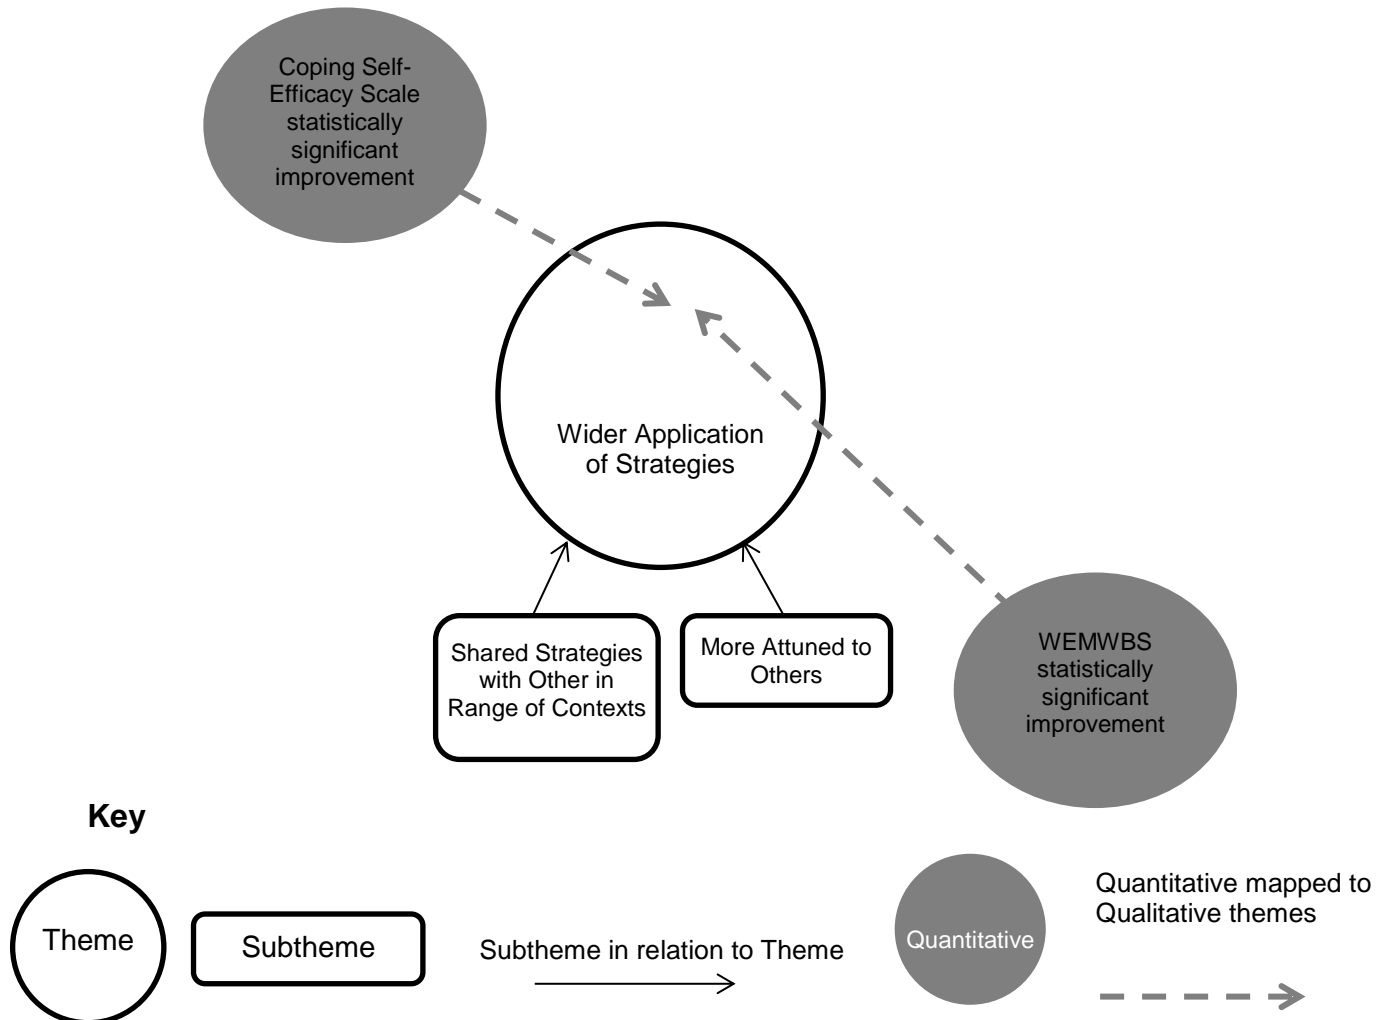 Coping Self-
Efficacy Scale
statistically
significant
improvement
Wider Application
of Strategies
Shared Strategies
with Other in
Range of Contexts
More Attuned to
Others
WEMWBS
statistically
significant
improvement
Key
Theme
Subtheme
Subtheme in relation to Theme
Quantitative
Quantitative mapped to
Qualitative themes